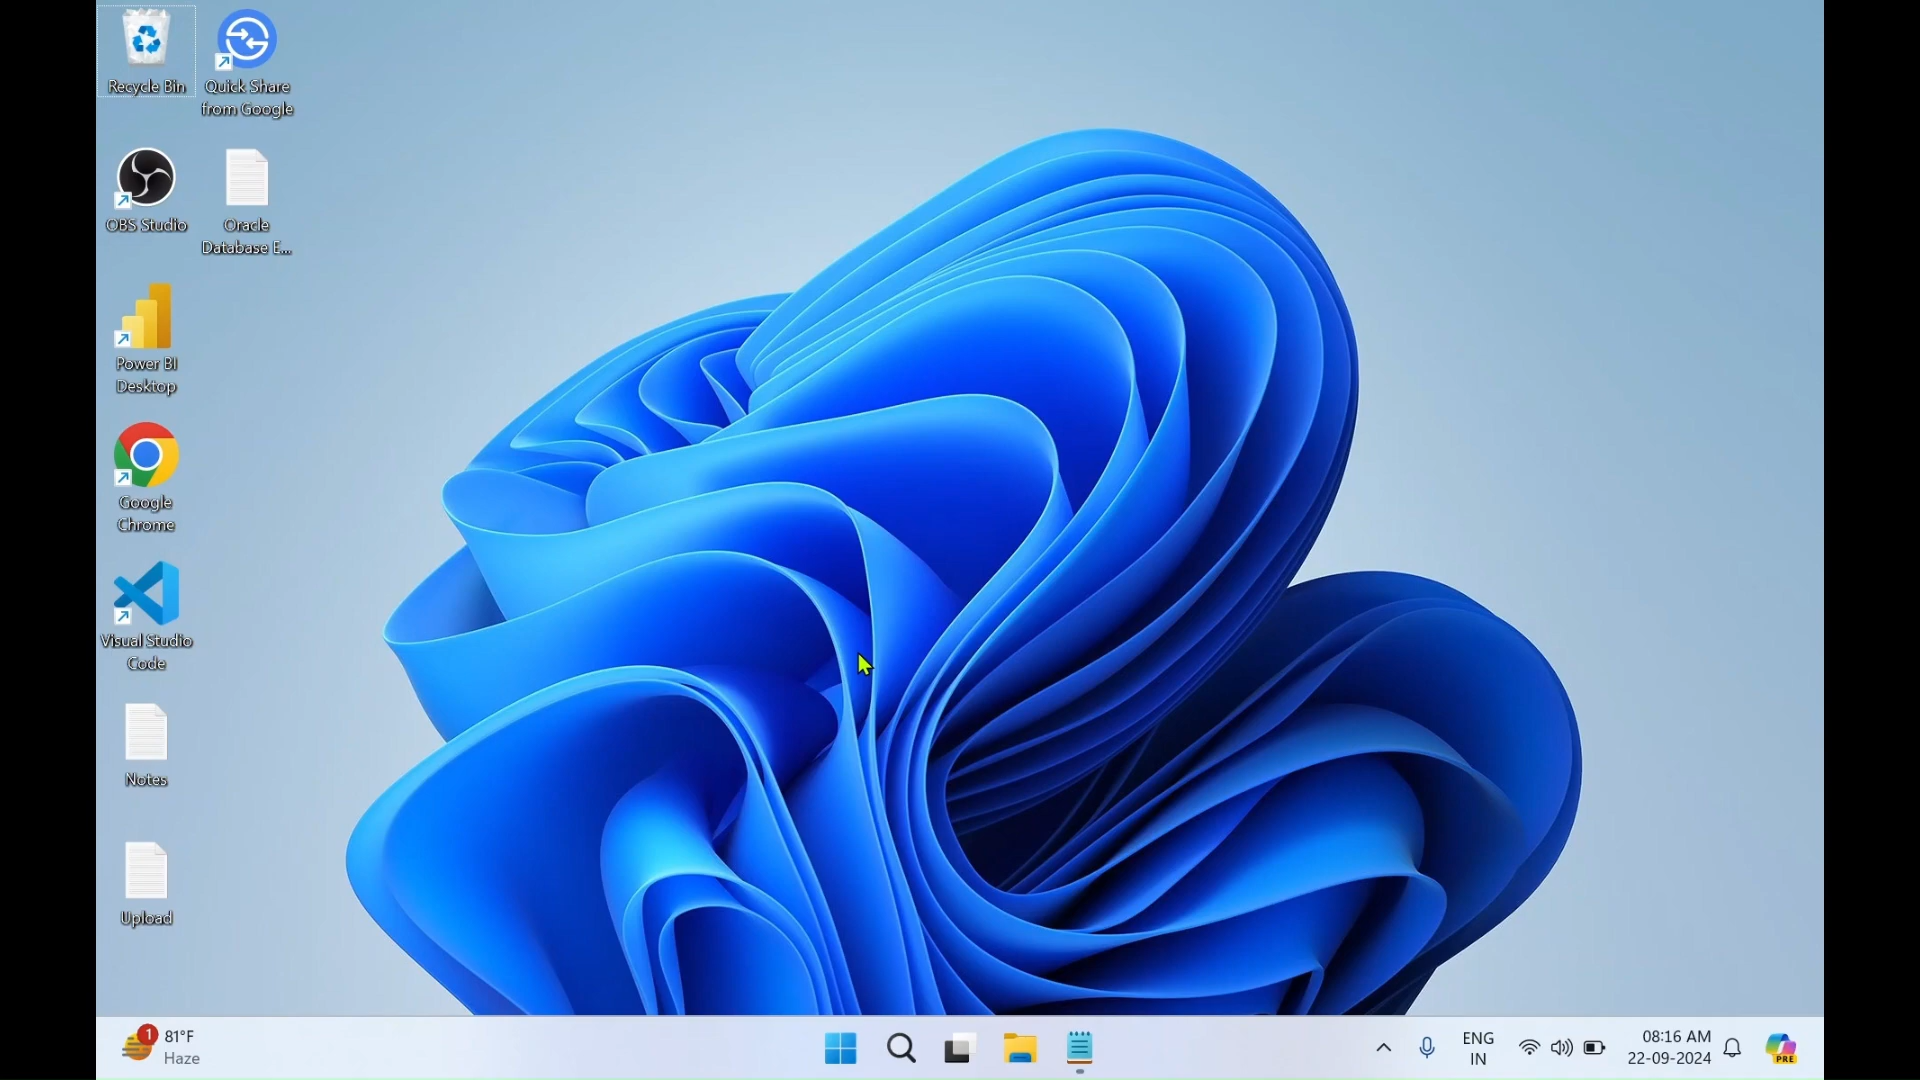 Recycle Bin
Quick Share
from Google
OBS Studio
Oracle
Database E...
Power BI
Desktop
Google
Chrome
Visual Studio
Code
Notes
Upload
1
81°F
Haze
ENG
IN
08:16 AM
22-09-2024
PRE